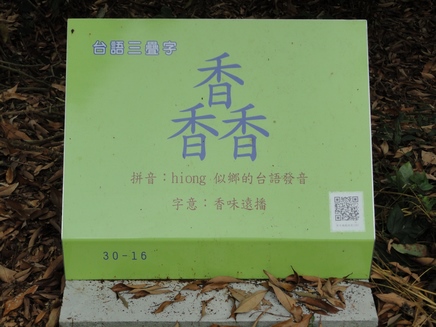 台語三疊字
香
香香
拼音：hiong 似鄉的台語發音
字意：香味遠播
30-16